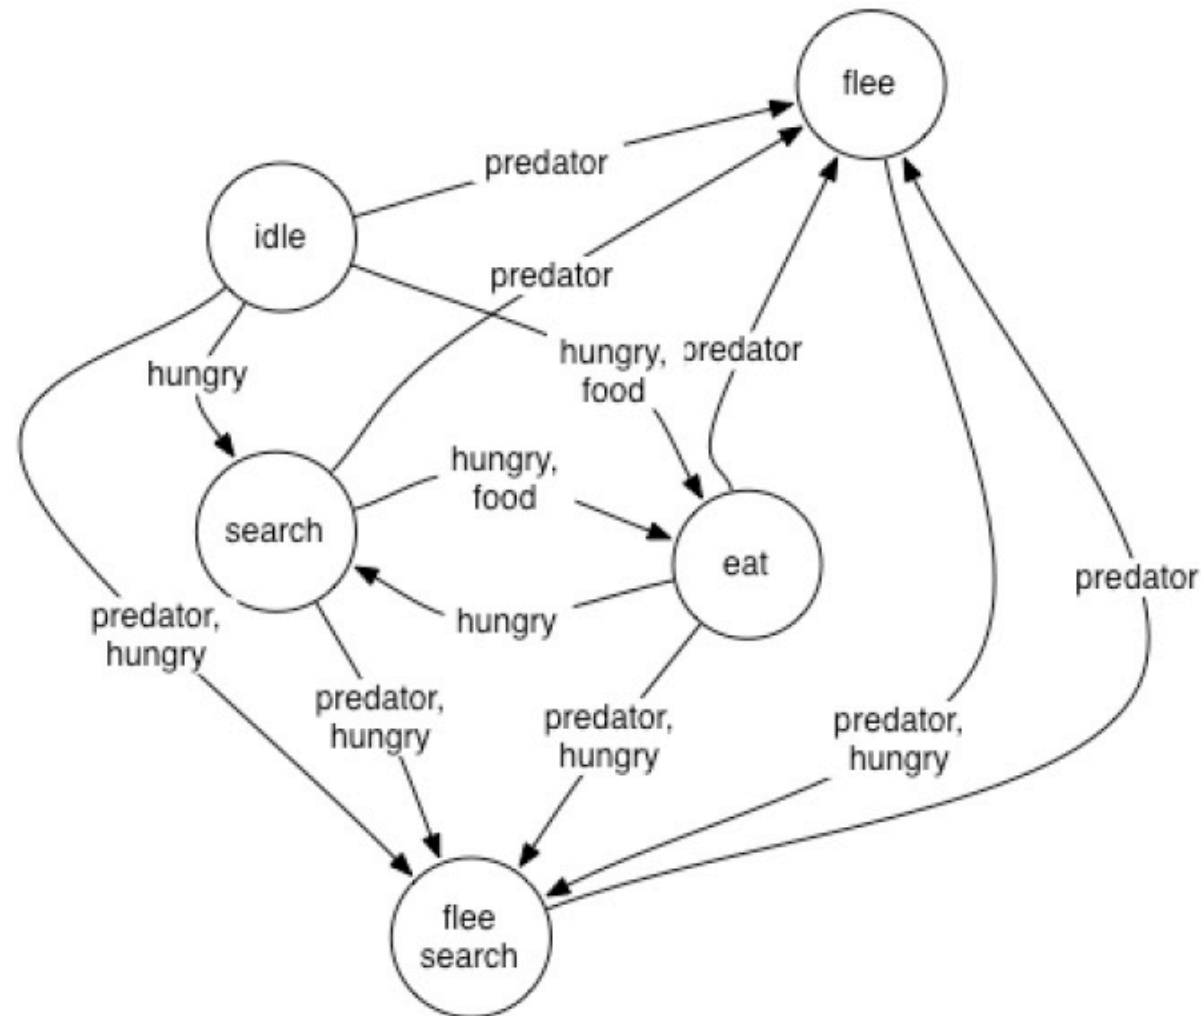 flee
predator
idle
predator
hungry, predator
food
hungry
hungry,
food
search
eat
predator
predator,
hungry
hungry
predator,
hungry
predator,
hungry
predator,
hungry
flee
search